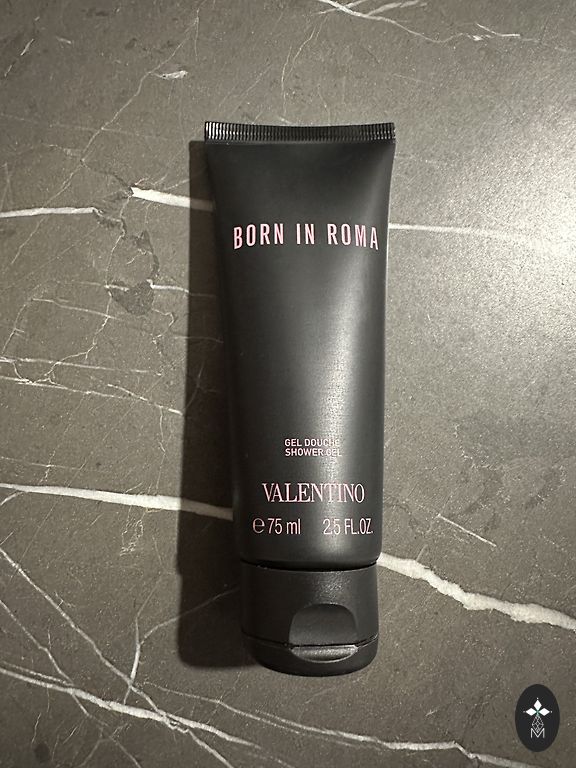 BORN IN ROMA
GEL DOUCHE
SHOWER GEL
VALENTINO
℮ 75 ml 2.5 FL.OZ.
M